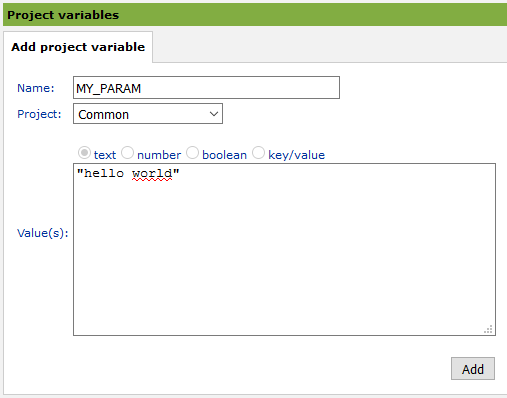 Project variables
Add project variable
Name: MY_PARAM
Project: Common
text number boolean key/value
Value(s): "hello world"
Add